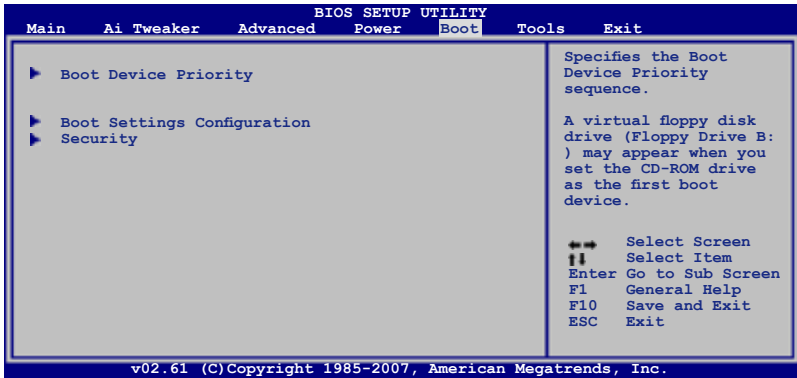 BIOS SETUP UTILITY
Main Ai Tweaker Advanced Power Boot Tools Exit
Boot Device Priority
Boot Settings Configuration
Security
Specifies the Boot
Device Priority
sequence.
A virtual floppy disk
drive (Floppy Drive B:
) may appear when you
set the CD-ROM drive
as the first boot
device.
Select Screen
Select Item
Enter Go to Sub Screen
F1 General Help
F10 Save and Exit
ESC Exit
v02.61 (C)Copyright 1985-2007, American Megatrends, Inc.